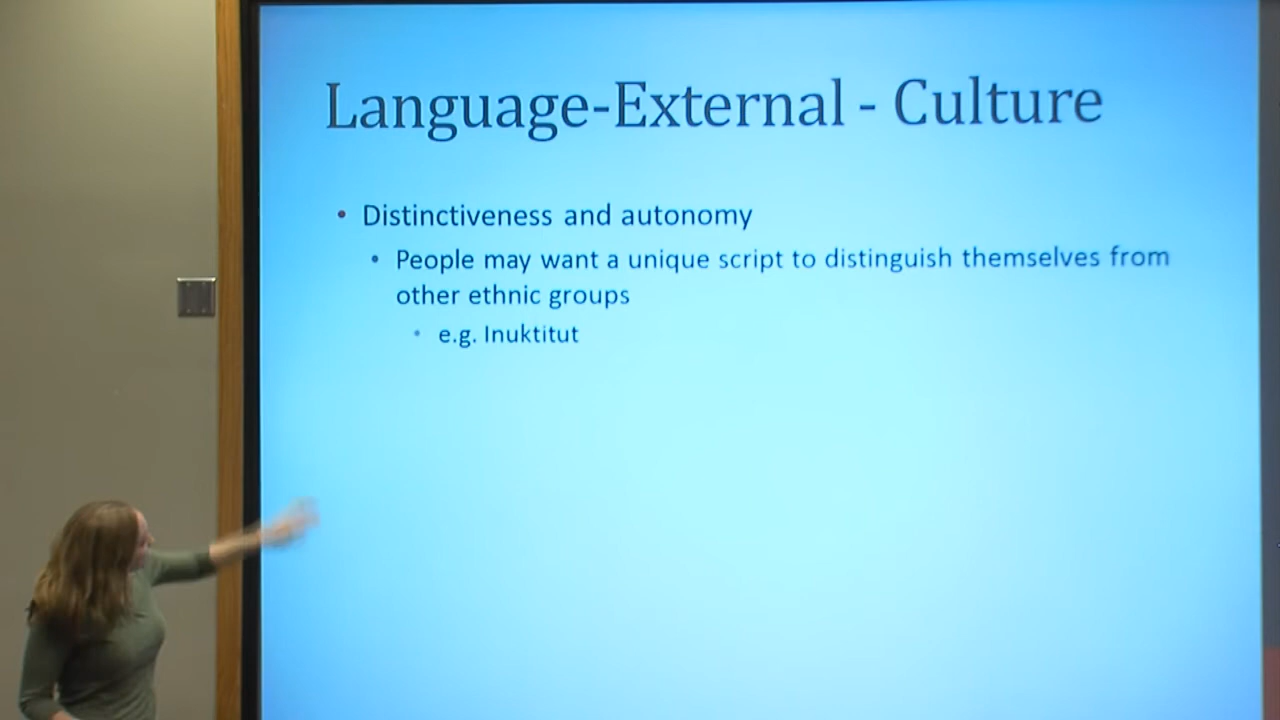 Language-External - Culture
• Distinctiveness and autonomy
• People may want a unique script to distinguish themselves from
other ethnic groups
• e.g. Inuktitut